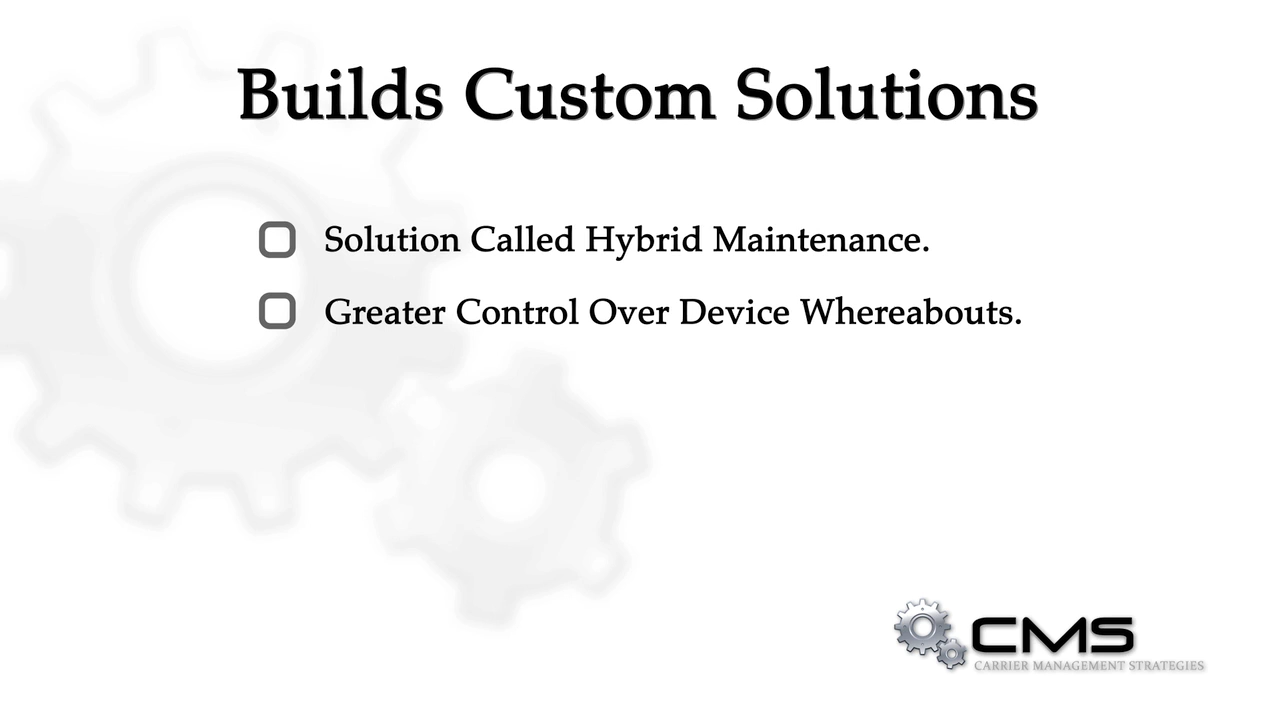 Builds Custom Solutions
Solution Called Hybrid Maintenance.
Greater Control Over Device Whereabouts.
CMS
CARRIER MANAGEMENT STRATEGIES